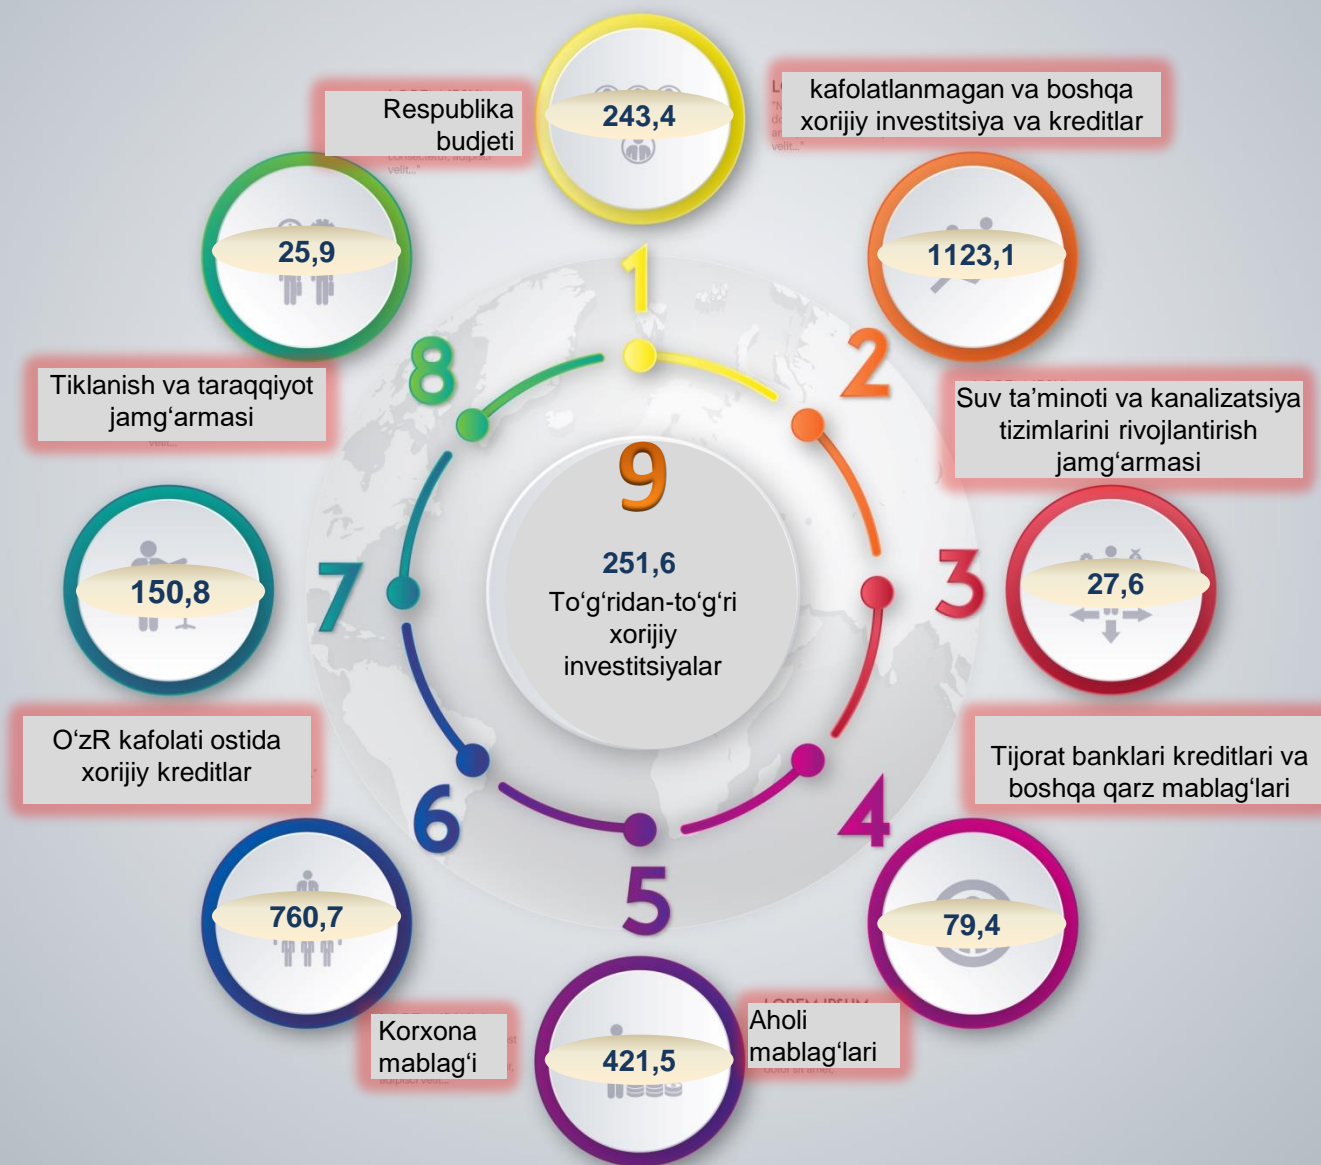 Respublika
budjeti
243,4
kafolatlanmagan va boshqa
xorijiy investitsiya va kreditlar
25,9
1123,1
1
2
8
Tiklanish va taraqqiyot
jamg‘armasi
Suv ta’minoti va kanalizatsiya
tizimlarini rivojlantirish
jamg‘armasi
9
251,6
To‘g‘ridan-to‘g‘ri
xorijiy
investitsiyalar
150,8
7
3
27,6
O‘zR kafolati ostida
xorijiy kreditlar
Tijorat banklari kreditlari va
boshqa qarz mablag‘lari
6
4
5
760,7
79,4
Korxona
mablag‘i
421,5
Aholi
mablag‘lari